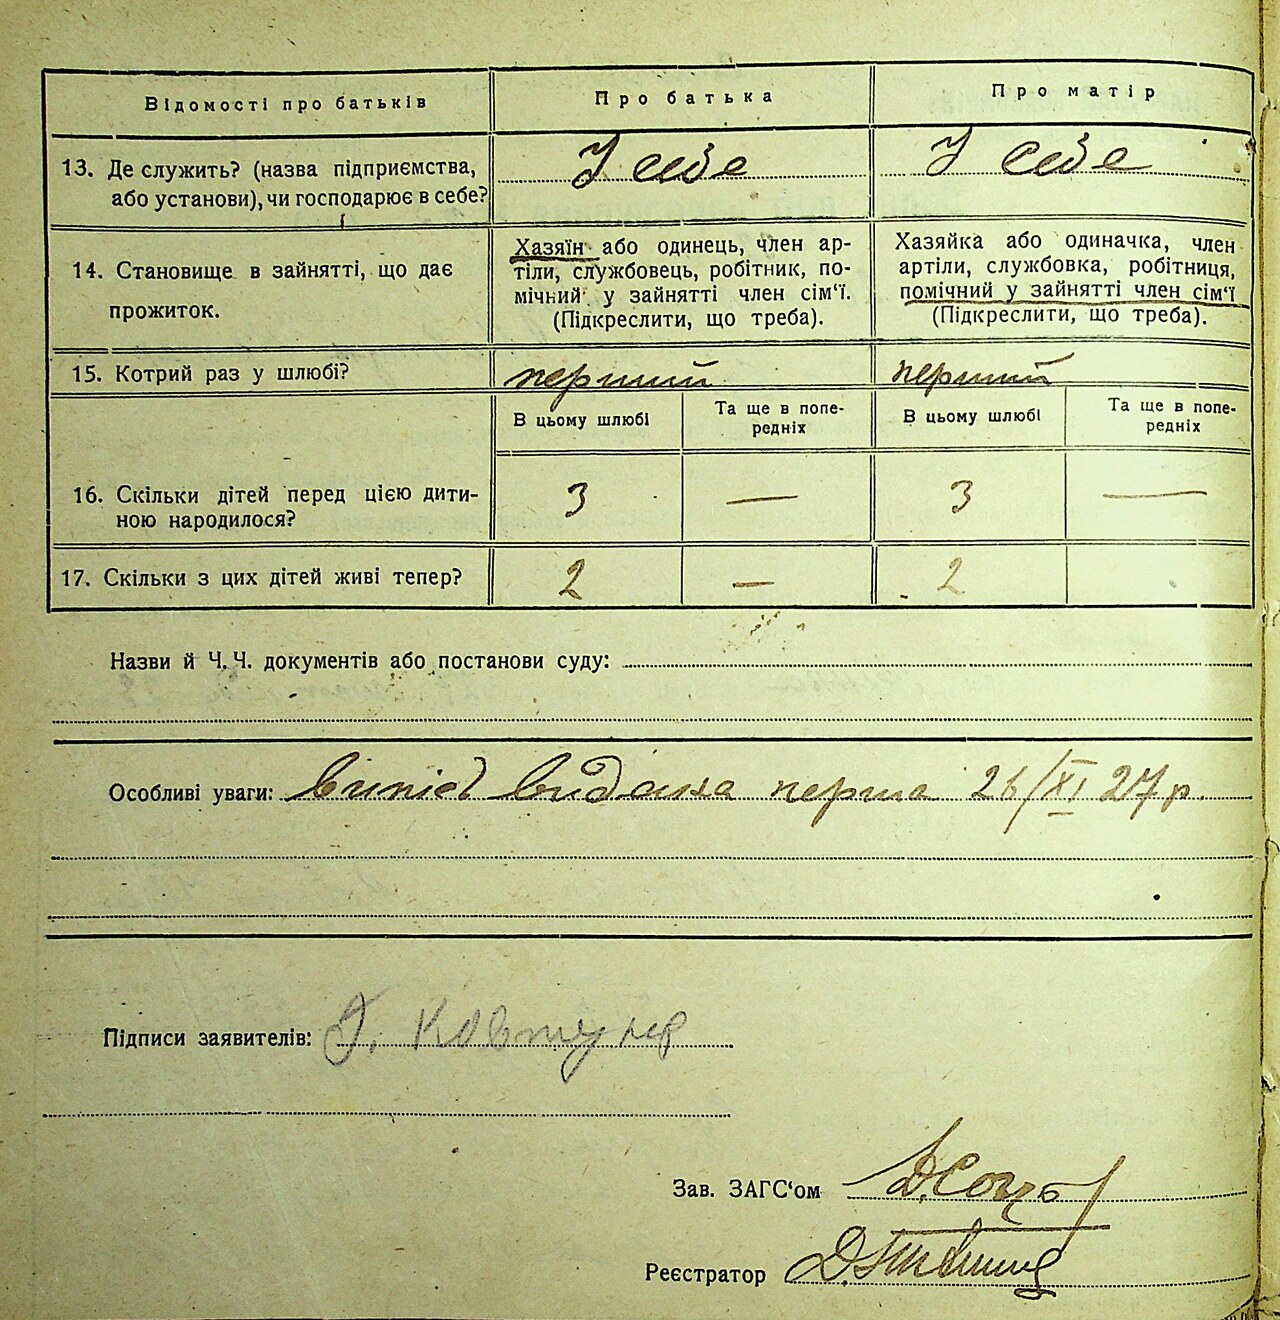 Відомості про батьків
Про батька
Про матір
13. Де служить? (назва підприємства,
або установи), чи господарює в себе?
У себе
У себе
14. Становище в зайнятті, що дає
прожиток.
Хазяїн або одинець, член ар-
тіли, службовець, робітник, по-
мічний у зайнятті член сім‘ї.
(Підкреслити, що треба).
Хазяйка або одиначка, член
артіли, службовка, робітниця,
помічний у зайнятті член сім‘ї
(Підкреслити, що треба).
15. Котрий раз у шлюбі?
перший
перший
В цьому шлюбі
Та ще в попе-
редніх
В цьому шлюбі
Та ще в попе-
редніх
16. Скільки дітей перед цією дити-
ною народилося?
3 — 3 —
17. Скільки з цих дітей живі тепер?
2 — 2
Назви й Ч. Ч. документів або постанови суду:
Особливі уваги: випис видана перша 26/XI 27 р.
Підписи заявителів:
Зав. ЗАГС‘ом
Реєстратор